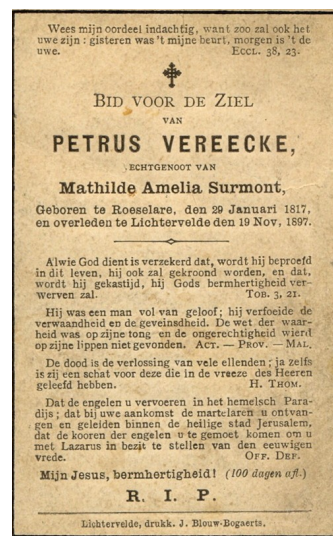 Wees mijn oordeel indachtig, want zoo zal ook het
uwe zijn: gisteren was 't mijne beurt, morgen is 't de
uwe. ECCL. 38, 23.
BID VOOR DE ZIEL
VAN
PETRUS VEREECKE,
ECHTGENOOT VAN
Mathilde Amelia Surmont,
Geboren te Roeselare, den 29 Januari 1817,
en overleden te Lichtervelde den 19 Nov. 1897.
Alwie God dient is verzekerd dat, wordt hij beproefd
in dit leven, hij ook zal gekroond worden, en dat,
wordt hij gekastijd, hij Gods bermhertigheid ver-
werven zal. TOB. 3, 21.
Hij was een man vol van geloof; hij verfoeide de
verwaandheid en de geveinsdheid. De wet der waar-
heid was op zijne tong en de ongerechtigheid wierd
op zijne lippen niet gevonden. ACT. — PROV. — MAL.
De dood is de verlossing van vele ellenden; ja zelfs
is zij een schat voor deze die in de vreeze des Heeren
geleefd hebben. H. THOM.
Dat de engelen u vervoeren in het hemelsch Para-
dijs; dat bij uwe aankomst de martelaren u ontvan-
gen en geleiden binnen de heilige stad Jerusalem,
dat de kooren der engelen u te gemoet komen om u
met Lazarus in bezit te stellen van den eeuwigen
vrede. OFF. DEF.
Mijn Jesus, bermhertigheid! (100 dagen afl.)
R. I. P.
Lichtervelde, drukk. J. Blouw-Bogaerts.